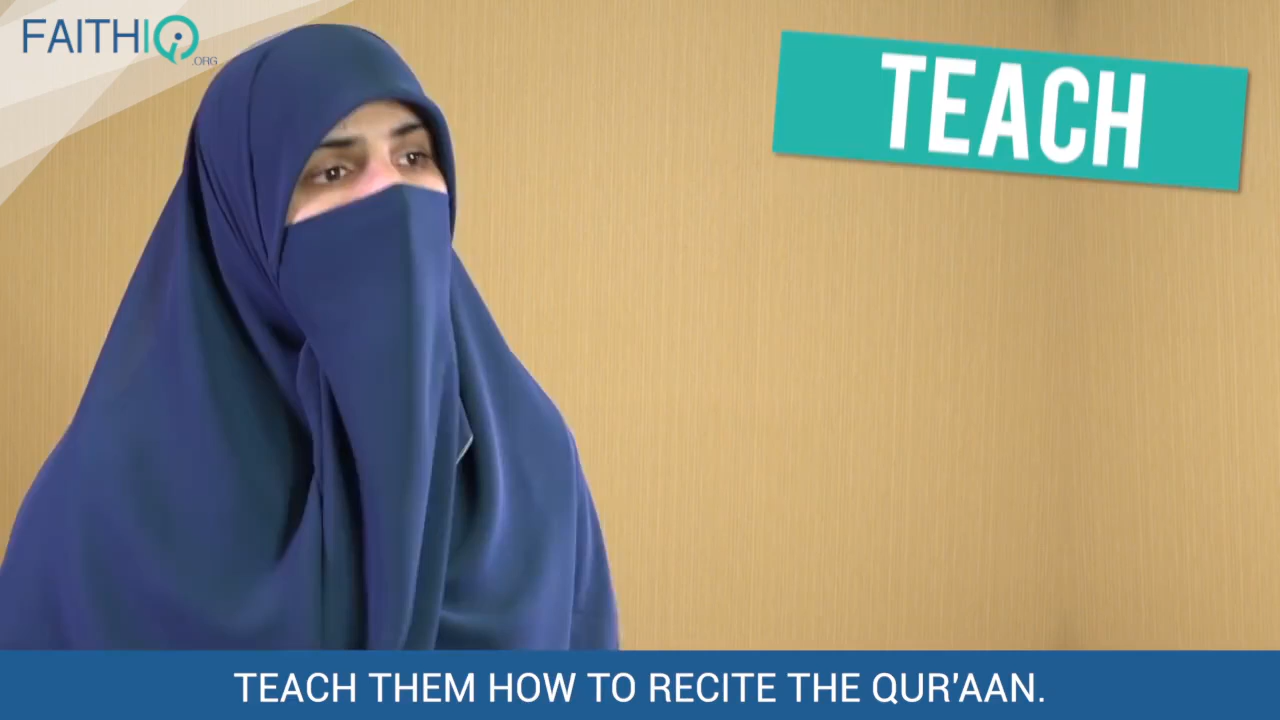 FAITHIQ
.ORG
TEACH
TEACH THEM HOW TO RECITE THE QUR'AAN.